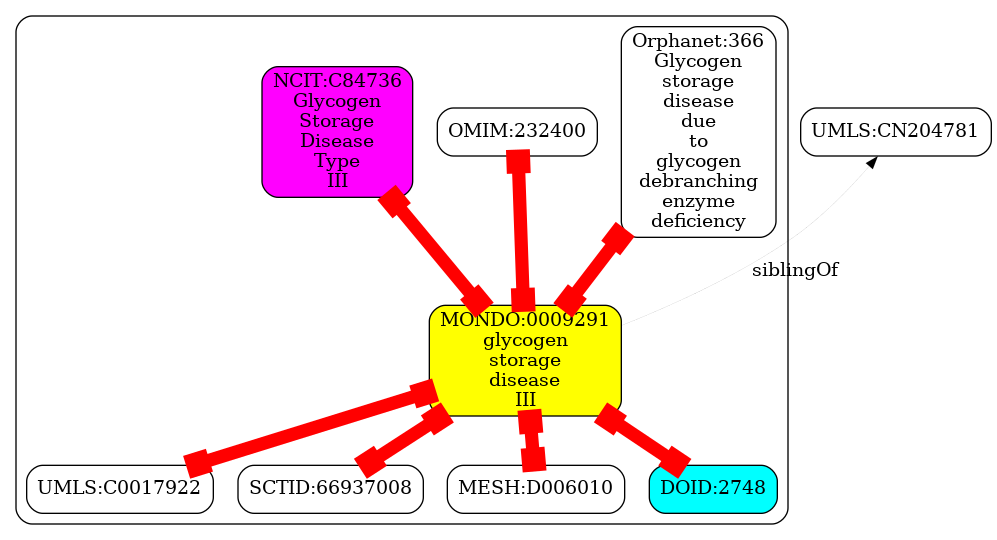 NCIT:C84736
Glycogen
Storage
Disease
Type
III
OMIM:232400
Orphanet:366
Glycogen
storage
disease
due
to
glycogen
debranching
enzyme
deficiency
UMLS:CN204781
siblingOf
MONDO:0009291
glycogen
storage
disease
III
UMLS:C0017922
SCTID:66937008
MESH:D006010
DOID:2748